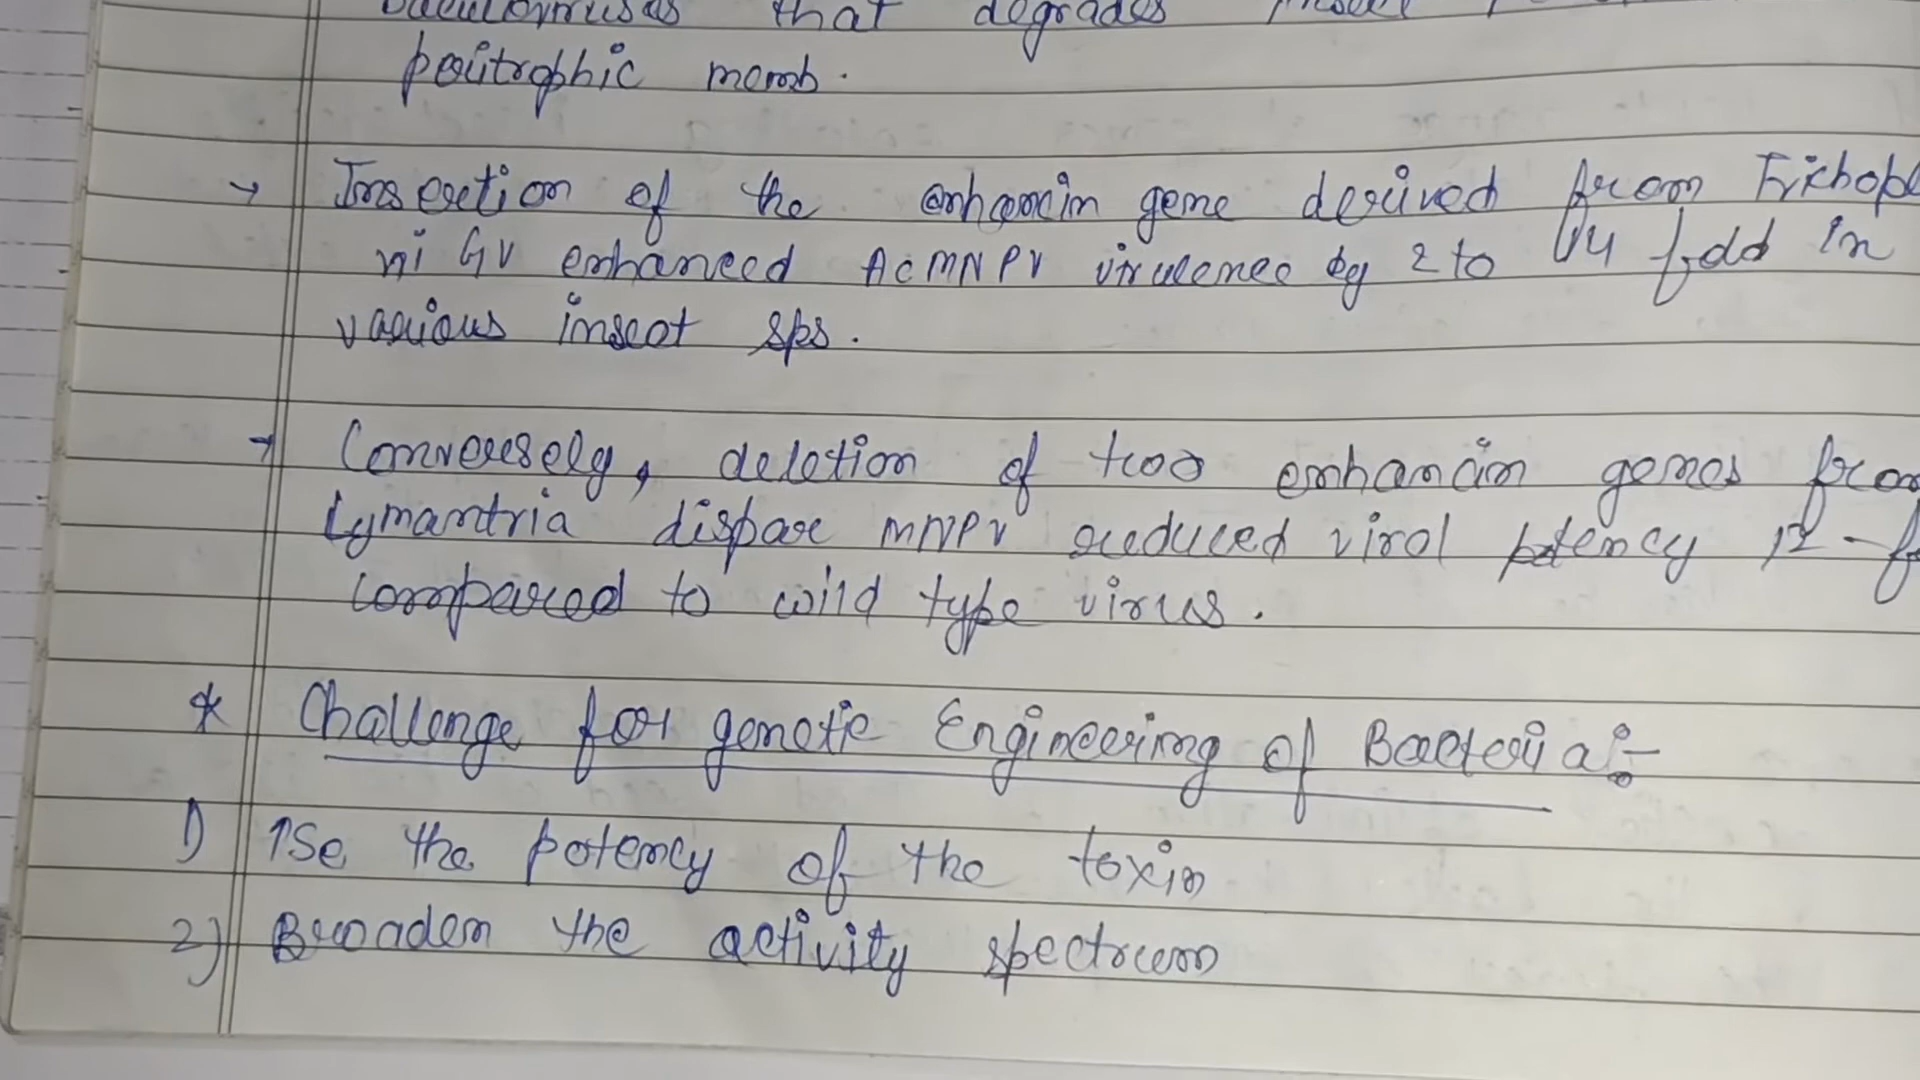 that degrades
peritrophic memb.
→ Insertion of the enhancin gene derived from Trichopl
ni GV enhanced AcMNPV virulence by 2 to 14 fold in
various insect sps.
→ Conversely, deletion of two enhancin genes from
Lymantria dispar MNPV reduced viral potency 12-f
compared to wild type virus.
* Challenge for genetic Engineering of Bacteria:-
1) ↑se the potency of the toxin
2) Broaden the activity spectrum